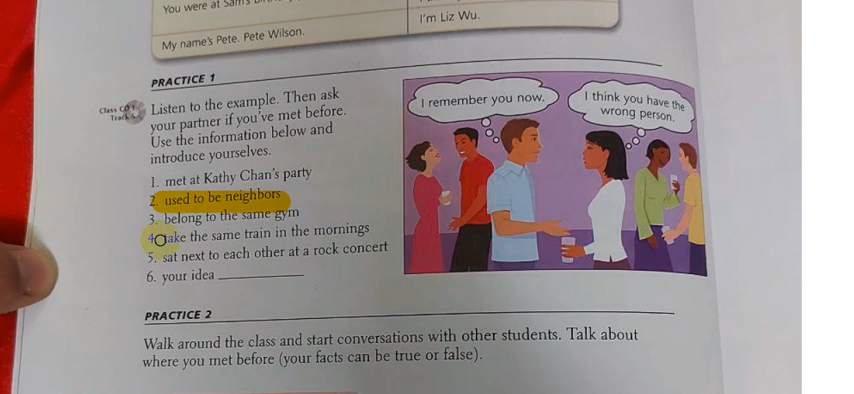 You were at Sam's
I'm Liz Wu.
My name's Pete. Pete Wilson.
PRACTICE 1
Class CD 1
Track
Listen to the example. Then ask
your partner if you've met before.
Use the information below and
introduce yourselves.
1. met at Kathy Chan's party
2. used to be neighbors
3. belong to the same gym
4. take the same train in the mornings
5. sat next to each other at a rock concert
6. your idea
I remember you now.
I think you have the
wrong person.
PRACTICE 2
Walk around the class and start conversations with other students. Talk about
where you met before (your facts can be true or false).